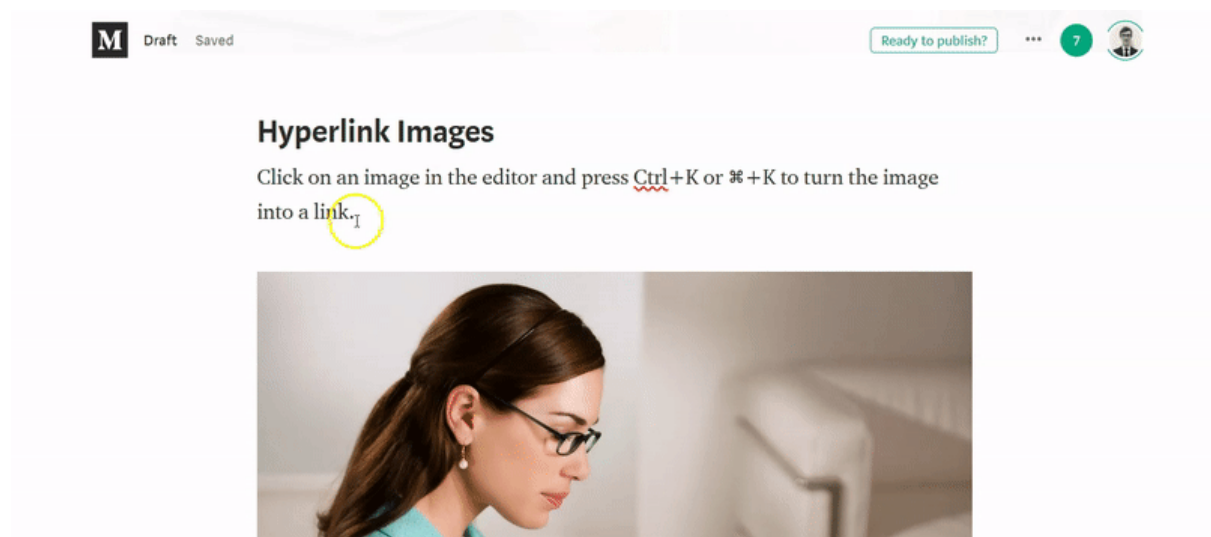 M Draft Saved Ready to publish? ••• 7
Hyperlink Images
Click on an image in the editor and press Ctrl+K or ⌘+K to turn the image
into a link.